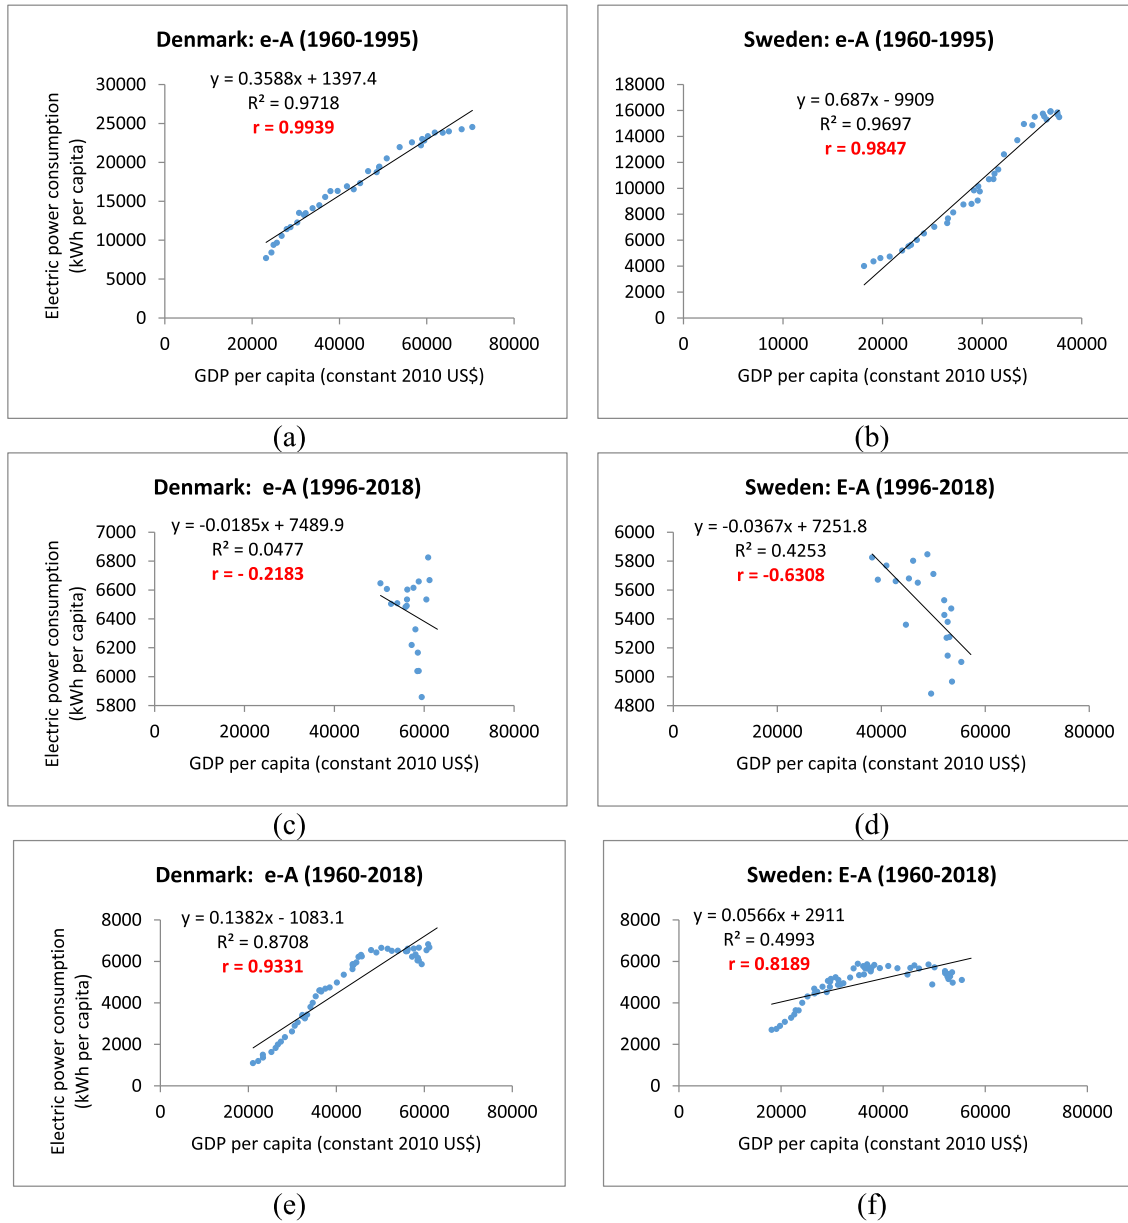 Denmark: e-A (1960-1995)
y = 0.3588x + 1397.4
R² = 0.9718
r = 0.9939
30000
25000
20000
15000
10000
5000
0
0 20000 40000 60000 80000
Electric power consumption
(kWh per capita)
GDP per capita (constant 2010 US$)
(a)
Sweden: e-A (1960-1995)
y = 0.687x - 9909
R² = 0.9697
r = 0.9847
18000
16000
14000
12000
10000
8000
6000
4000
2000
0
0 10000 20000 30000 40000
GDP per capita (constant 2010 US$)
(b)
Denmark: e-A (1996-2018)
y = -0.0185x + 7489.9
R² = 0.0477
r = - 0.2183
7000
6800
6600
6400
6200
6000
5800
0 20000 40000 60000 80000
Electric power consumption
(kWh per capita)
GDP per capita (constant 2010 US$)
(c)
Sweden: E-A (1996-2018)
y = -0.0367x + 7251.8
R² = 0.4253
r = -0.6308
6000
5800
5600
5400
5200
5000
4800
0 20000 40000 60000 80000
GDP per capita (constant 2010 US$)
(d)
Denmark: e-A (1960-2018)
y = 0.1382x - 1083.1
R² = 0.8708
r = 0.9331
8000
6000
4000
2000
0
0 20000 40000 60000 80000
Electric power consumption
(kWh per capita)
GDP per capita (constant 2010 US$)
(e)
Sweden: E-A (1960-2018)
y = 0.0566x + 2911
R² = 0.4993
r = 0.8189
8000
6000
4000
2000
0
0 20000 40000 60000 80000
GDP per capita (constant 2010 US$)
(f)